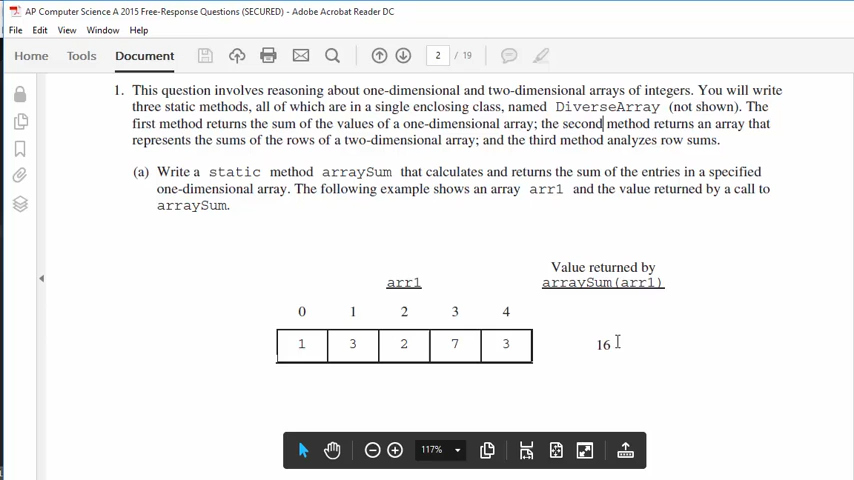 AP Computer Science A 2015 Free-Response Questions (SECURED) - Adobe Acrobat Reader DC
File Edit View Window Help
Home Tools Document 2 / 19
1. This question involves reasoning about one-dimensional and two-dimensional arrays of integers. You will write
three static methods, all of which are in a single enclosing class, named DiverseArray (not shown). The
first method returns the sum of the values of a one-dimensional array; the second method returns an array that
represents the sums of the rows of a two-dimensional array; and the third method analyzes row sums.
(a) Write a static method arraySum that calculates and returns the sum of the entries in a specified
one-dimensional array. The following example shows an array arr1 and the value returned by a call to
arraySum.
Value returned by
arr1 arraySum(arr1)
0 1 2 3 4
1 3 2 7 3 16
117%